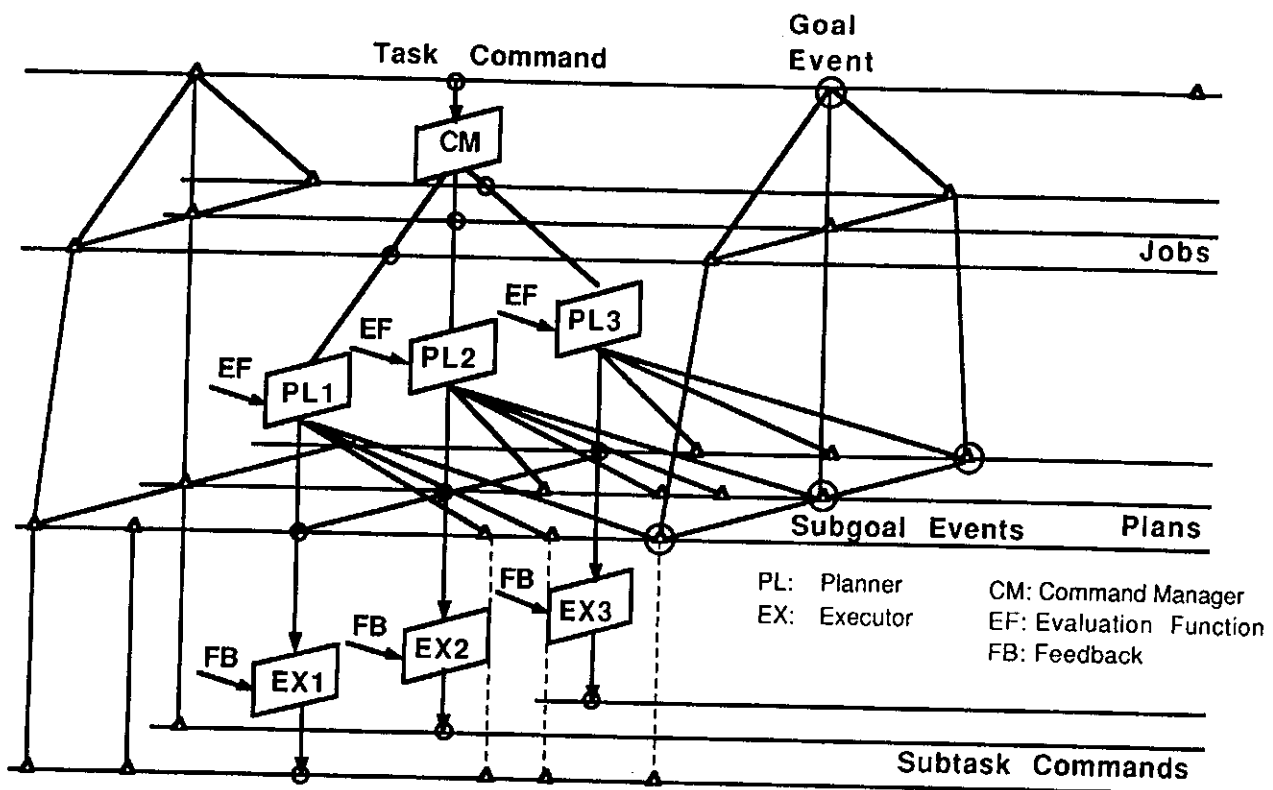 Goal
Task Command
Event
CM
Jobs
EF
PL3
EF
PL2
EF
PL1
Subgoal Events Plans
PL: Planner
CM: Command Manager
EX: Executor
EF: Evaluation Function
FB: Feedback
FB
EX3
FB
EX2
FB
EX1
Subtask Commands